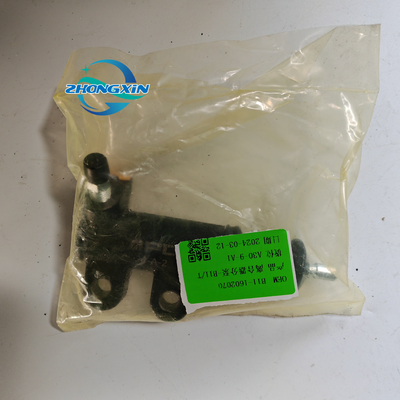 ZHONGXIN
OEM B11-1602070
产品 离合器分泵-B11/T
货位 A30-9-A1
日期 2024-03-12